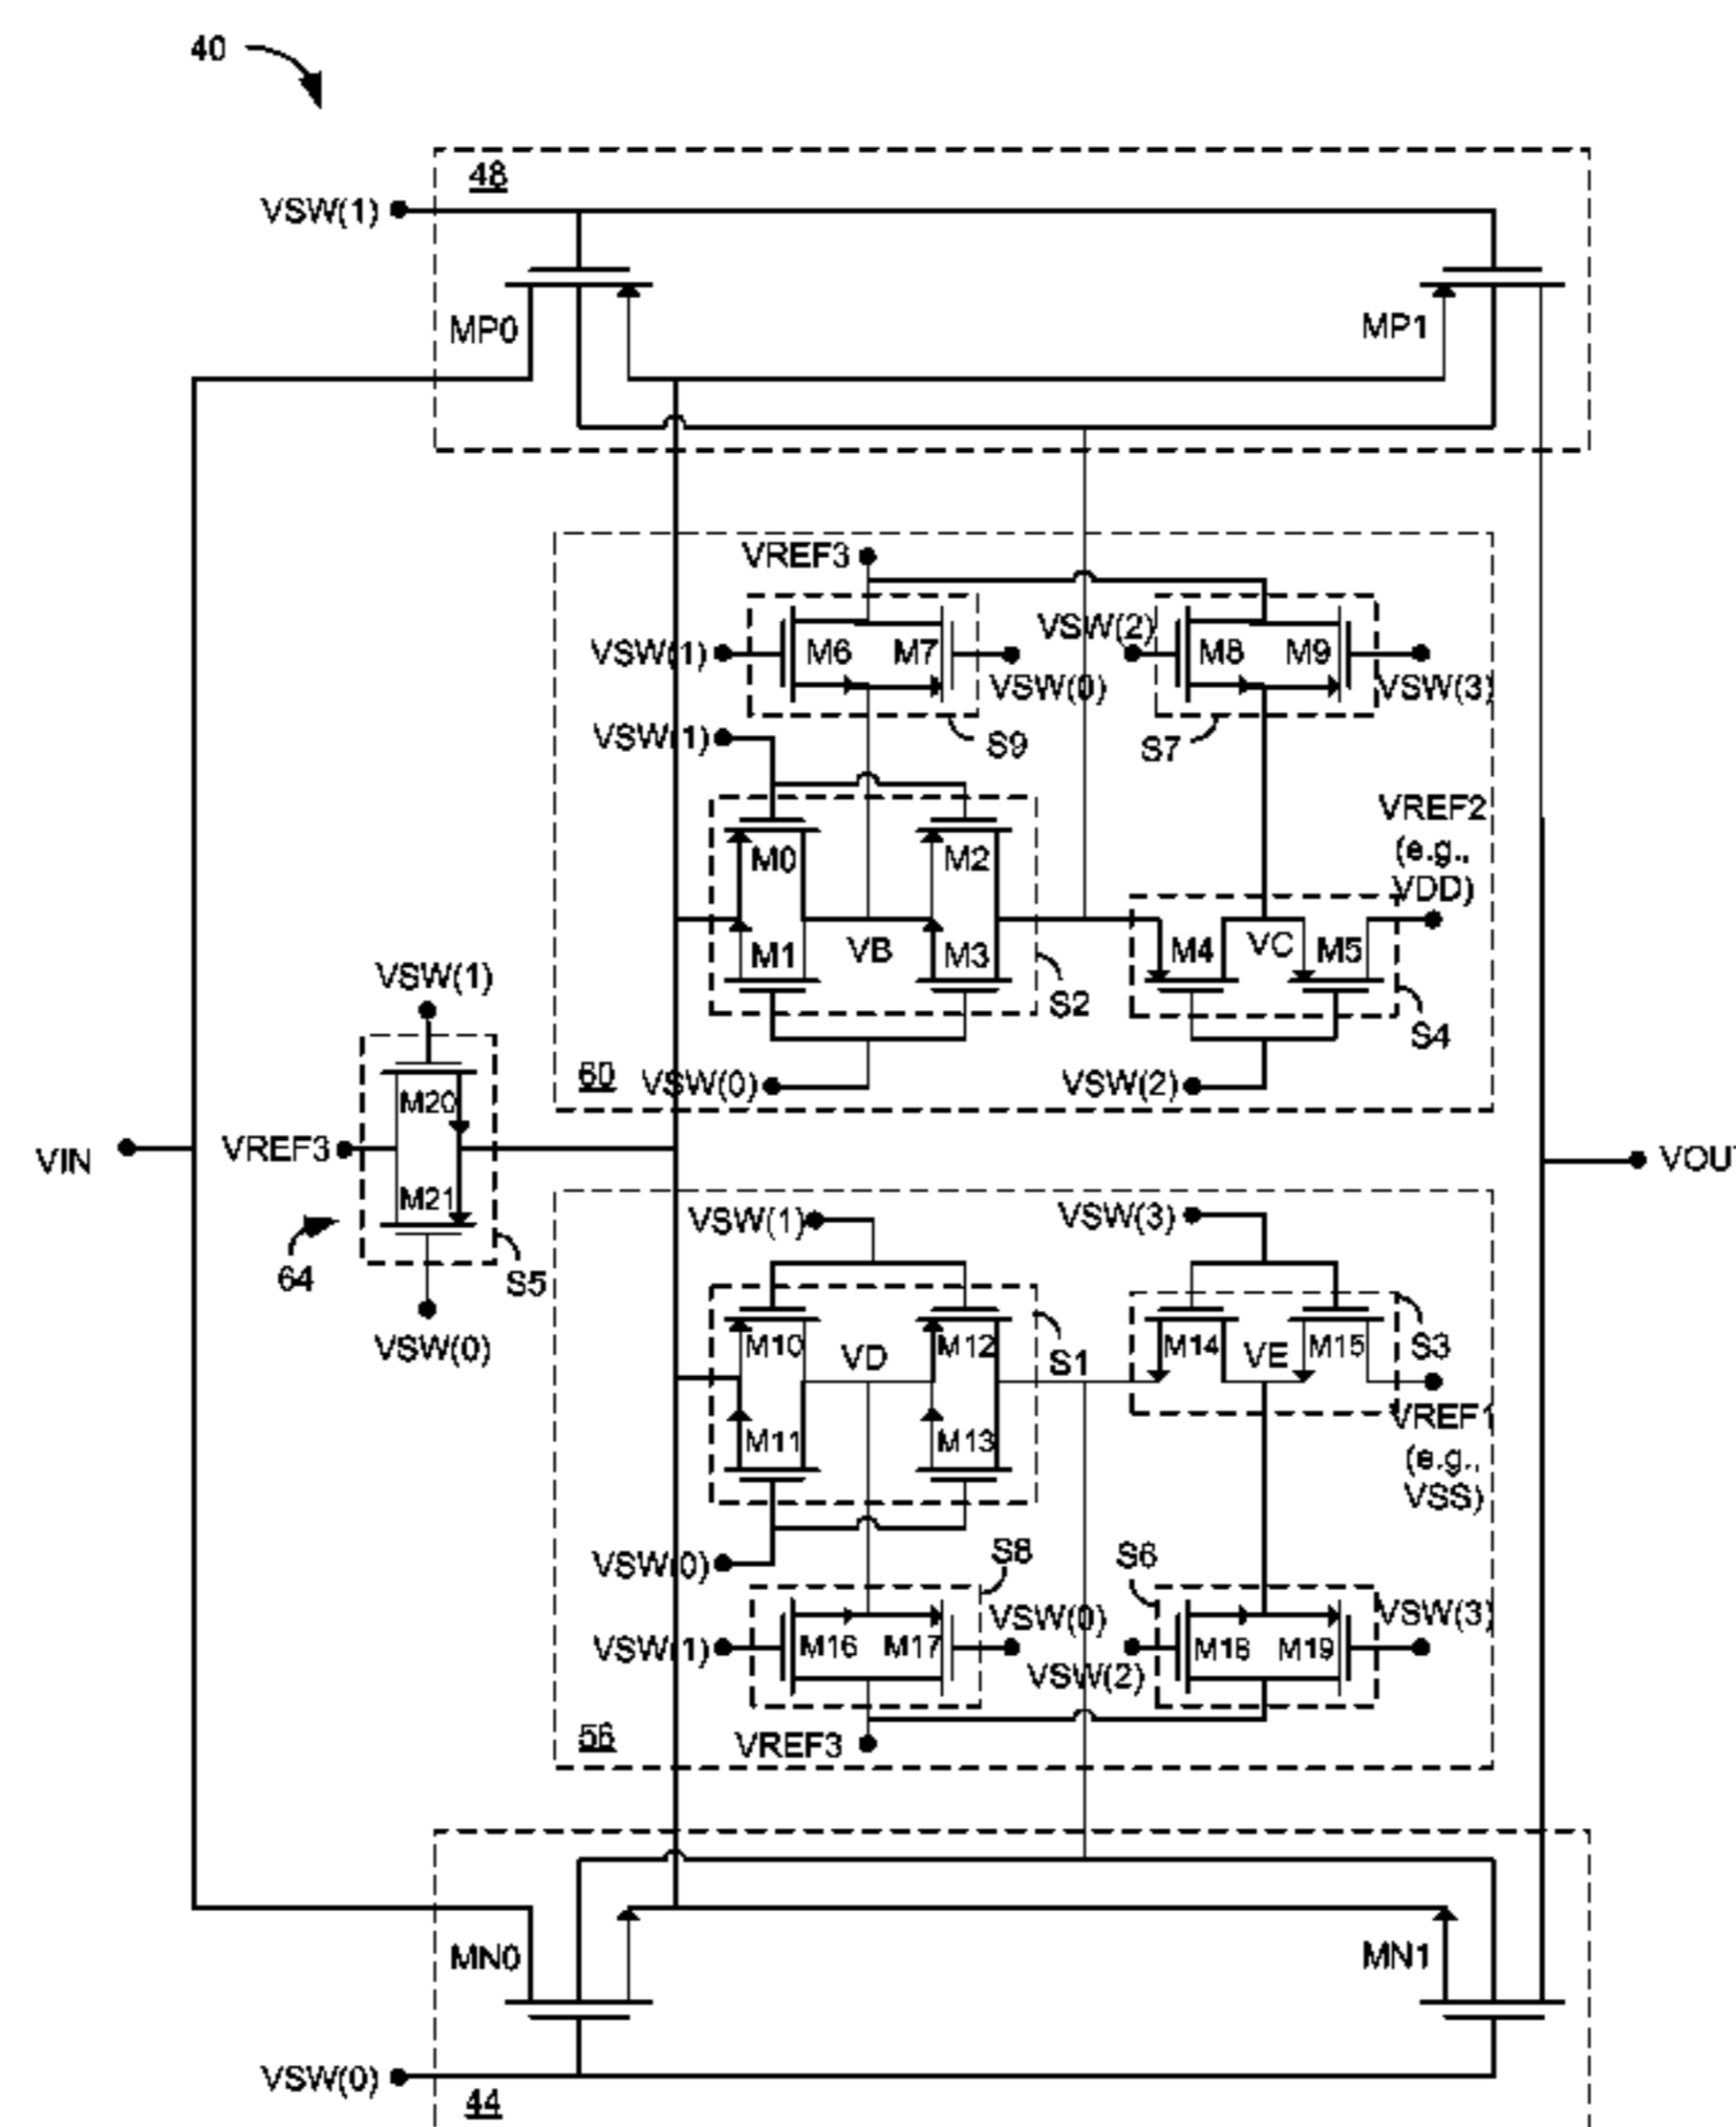 40
48
VSW(1)
MP0
MP1
VREF3
VSW(1)
M6
M7
VSW(0)
VSW(2)
M8
M9
VSW(3)
S9
S7
VSW(1)
VREF2
(e.g.,
VDD)
M0
M2
M1
VB
M3
M4
VC
M5
S2
S4
60
VSW(0)
VSW(2)
VSW(1)
M20
VREF3
M21
VIN
VOUT
64
S5
VSW(0)
VSW(1)
VSW(3)
M10
VD
M12
S1
M14
VE
M15
S3
M11
M13
VREF1
(e.g.,
VSS)
VSW(0)
S8
S6
VSW(1)
M16
M17
VSW(0)
VSW(2)
M18
M19
VSW(3)
56
VREF3
MN0
MN1
VSW(0)
44